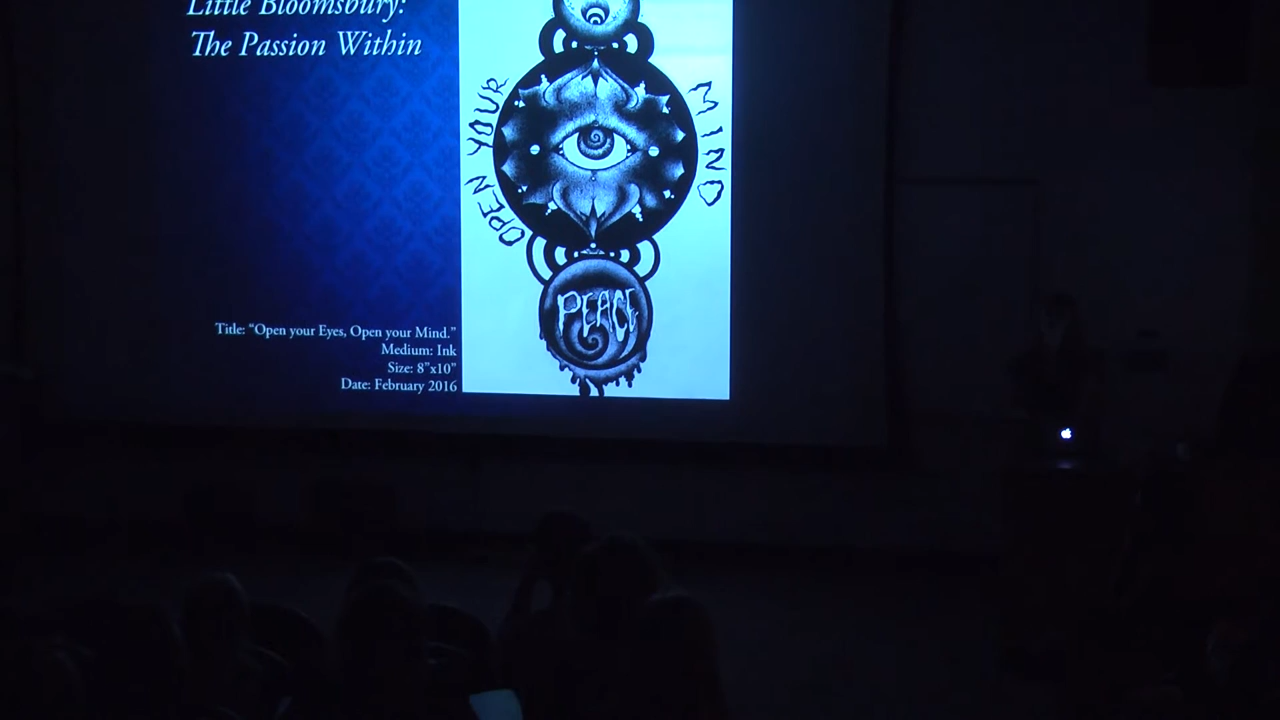 Little Bloomsbury:
The Passion Within
OPEN YOUR
MIND
PEACE
Title: “Open your Eyes, Open your Mind.”
Medium: Ink
Size: 8”x10”
Date: February 2016